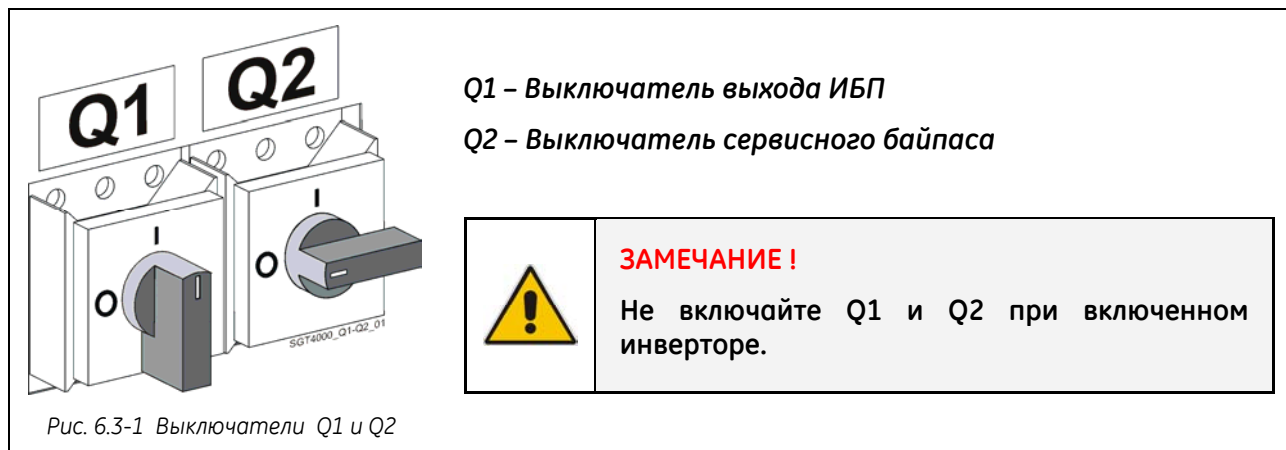 Q1
Q2
I
O
I
O
SGT4000_Q1-Q2_01
Рис. 6.3-1 Выключатели Q1 и Q2
Q1 – Выключатель выхода ИБП
Q2 – Выключатель сервисного байпаса
ЗАМЕЧАНИЕ !
Не включайте Q1 и Q2 при включенном
инверторе.